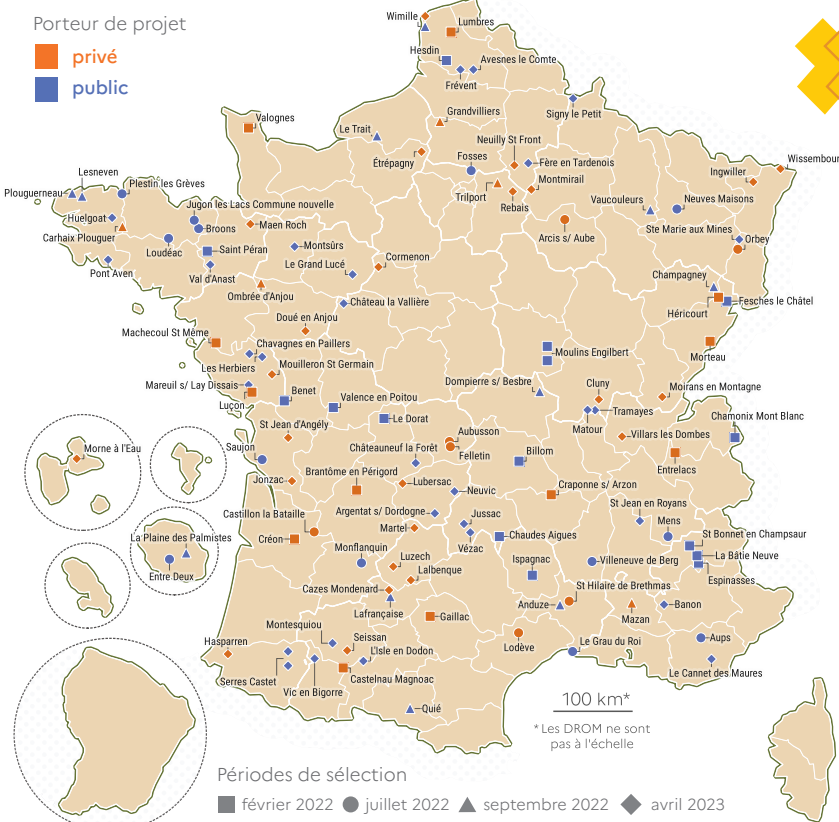 Porteur de projet
privé
public
Wimille
Lumbres
Hesdin
Avesnes le Comte
Frévent
Signy le Petit
Valognes
Le Trait
Grandvilliers
Neuilly St Front
Étrépagny
Fosses
Fère en Tardenois
Montmirail
Trilport
Rebais
Ingwiller
Wissembour
Lesneven
Plouguerneau
Plestin les Grèves
Jugon les Lacs Commune nouvelle
Huelgoat
Broons
Maen Roch
Carhaix Plouguer
Loudéac
Saint Péran
Montsûrs
Pont Aven
Val d'Anast
Le Grand Lucé
Cormenon
Vaucouleurs
Neuves Maisons
Arcis s/ Aube
Ste Marie aux Mines
Orbey
Ombrée d'Anjou
Château la Vallière
Champagney
Fesches le Châtel
Héricourt
Doué en Anjou
Machecoul St Même
Chavagnes en Paillers
Morteau
Les Herbiers
Mouilleron St Germain
Moulins Engilbert
Mareuil s/ Lay Dissais
Benet
Valence en Poitou
Dompierre s/ Besbre
Cluny
Moirans en Montagne
Luçon
Le Dorat
Matour
Tramayes
Chamonix Mont Blanc
St Jean d'Angély
Aubusson
Villars les Dombes
Saujon
Châteauneuf la Forêt
Felletin
Billom
Entrelacs
Morne à l'Eau
Jonzac
Brantôme en Périgord
Lubersac
Neuvic
Craponne s/ Arzon
St Jean en Royans
Castillon la Bataille
Argentat s/ Dordogne
Jussac
Mens
St Bonnet en Champsaur
La Plaine des Palmistes
Créon
Martel
Vézac
Chaudes Aigues
La Bâtie Neuve
Monflanquin
Luzech
Ispagnac
Villeneuve de Berg
Espinasses
Entre Deux
Lalbenque
St Hilaire de Brethmas
Cazes Mondenard
Anduze
Banon
Lafrançaise
Mazan
Montesquiou
Gaillac
Hasparren
Seissan
L'Isle en Dodon
Lodève
Le Grau du Roi
Aups
Serres Castet
Castelnau Magnoac
Le Cannet des Maures
Vic en Bigorre
Quié
100 km*
* Les DROM ne sont
pas à l'échelle
Périodes de sélection
février 2022 juillet 2022 septembre 2022 avril 2023